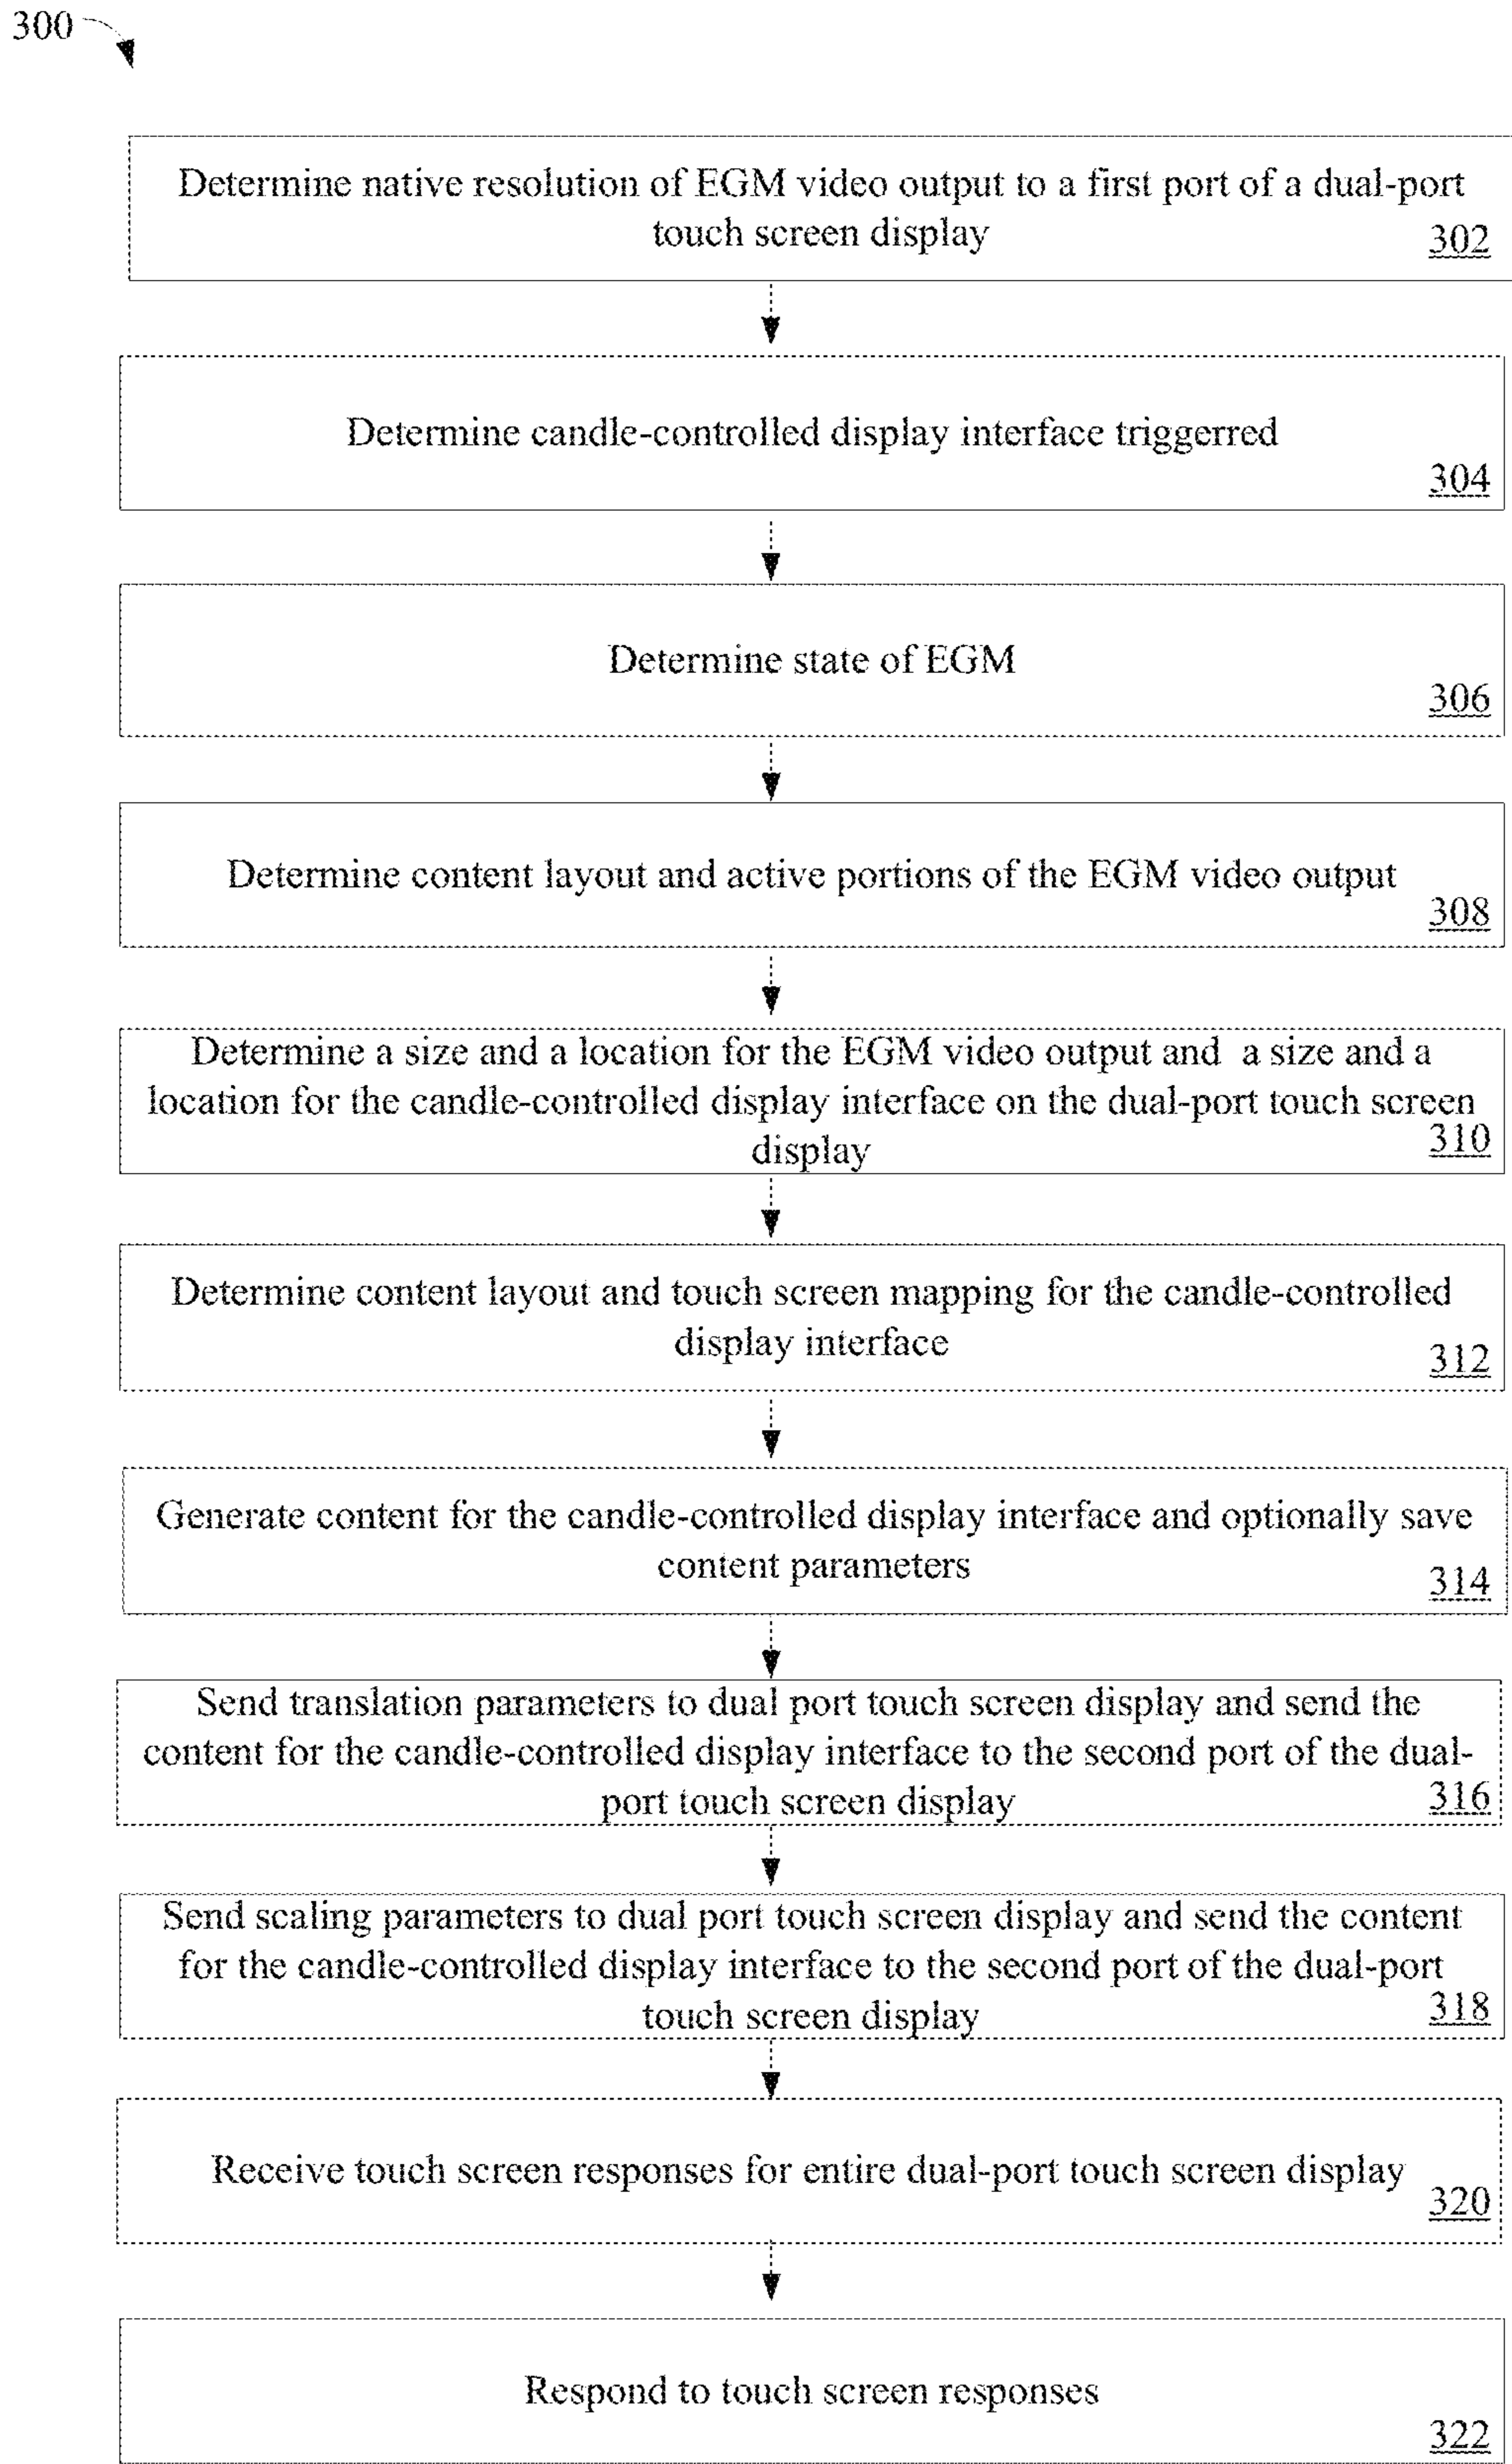 300
Determine native resolution of EGM video output to a first port of a dual-port
touch screen display
302
Determine candle-controlled display interface triggerred
304
Determine state of EGM
306
Determine content layout and active portions of the EGM video output
308
Determine a size and a location for the EGM video output and a size and a
location for the candle-controlled display interface on the dual-port touch screen
display
310
Determine content layout and touch screen mapping for the candle-controlled
display interface
312
Generate content for the candle-controlled display interface and optionally save
content parameters
314
Send translation parameters to dual port touch screen display and send the
content for the candle-controlled display interface to the second port of the dual-
port touch screen display
316
Send scaling parameters to dual port touch screen display and send the content
for the candle-controlled display interface to the second port of the dual-port
touch screen display
318
Receive touch screen responses for entire dual-port touch screen display
320
Respond to touch screen responses
322